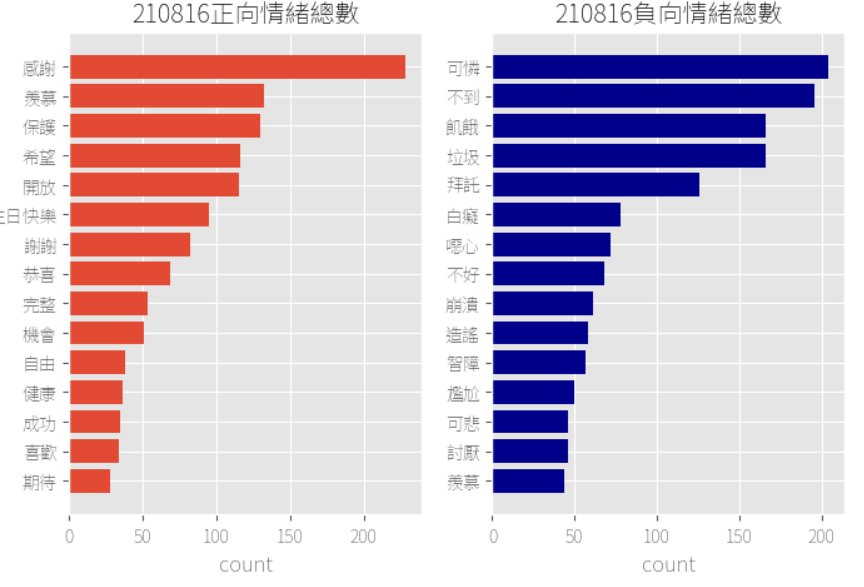 210816正向情緒總數
感謝
羨慕
保護
希望
開放
生日快樂
謝謝
恭喜
完整
機會
自由
健康
成功
喜歡
期待
0 50 100 150 200
count
210816負向情緒總數
可憐
不到
飢餓
垃圾
拜託
白癡
噁心
不好
崩潰
造謠
智障
尷尬
可悲
討厭
羨慕
0 50 100 150 200
count